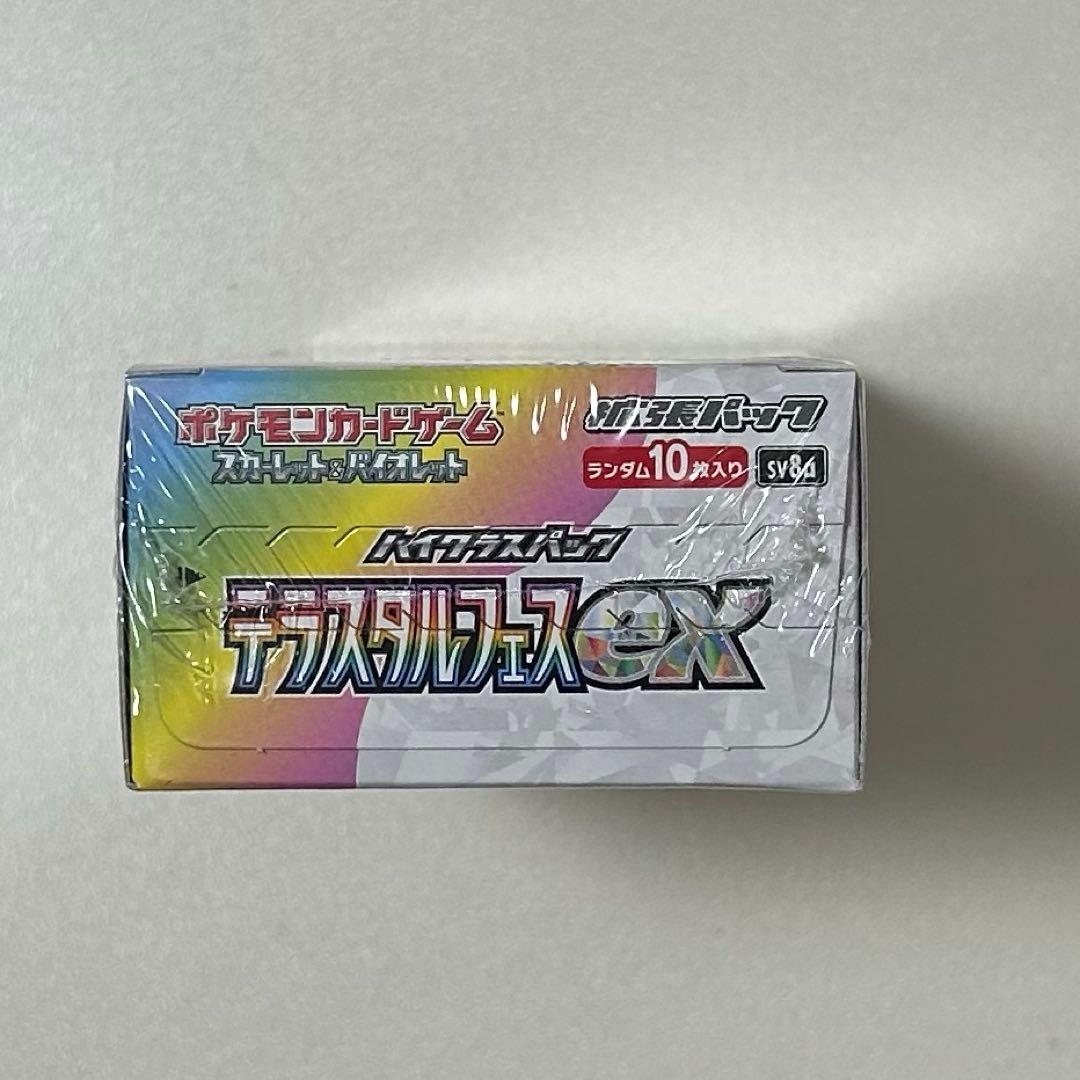 ポケモンカードゲーム™
スカーレット&バイオレット
拡張パック
ランダム10枚入り sv8a
ハイクラスパック
テラスタルフェスex